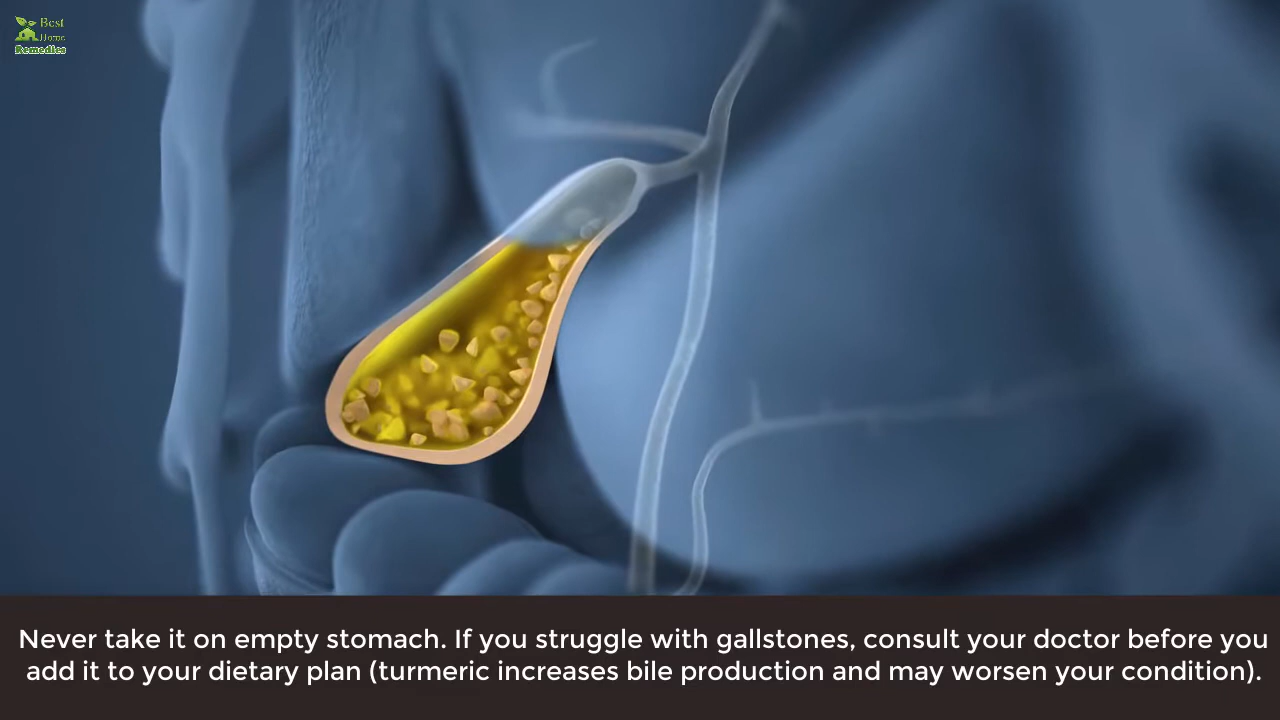 Best
Home
Remedies
Never take it on empty stomach. If you struggle with gallstones, consult your doctor before you
add it to your dietary plan (turmeric increases bile production and may worsen your condition).